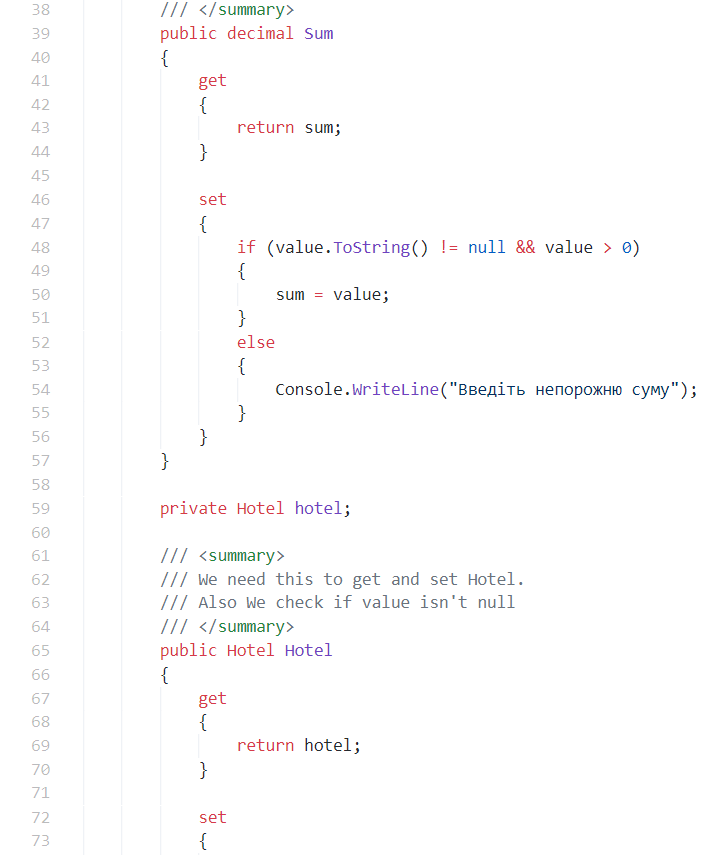 38 /// </summary>
39 public decimal Sum
40 {
41 get
42 {
43 return sum;
44 }
45
46 set
47 {
48 if (value.ToString() != null && value > 0)
49 {
50 sum = value;
51 }
52 else
53 {
54 Console.WriteLine("Введіть непорожню суму");
55 }
56 }
57 }
58
59 private Hotel hotel;
60
61 /// <summary>
62 /// We need this to get and set Hotel.
63 /// Also We check if value isn't null
64 /// </summary>
65 public Hotel Hotel
66 {
67 get
68 {
69 return hotel;
70 }
71
72 set
73 {